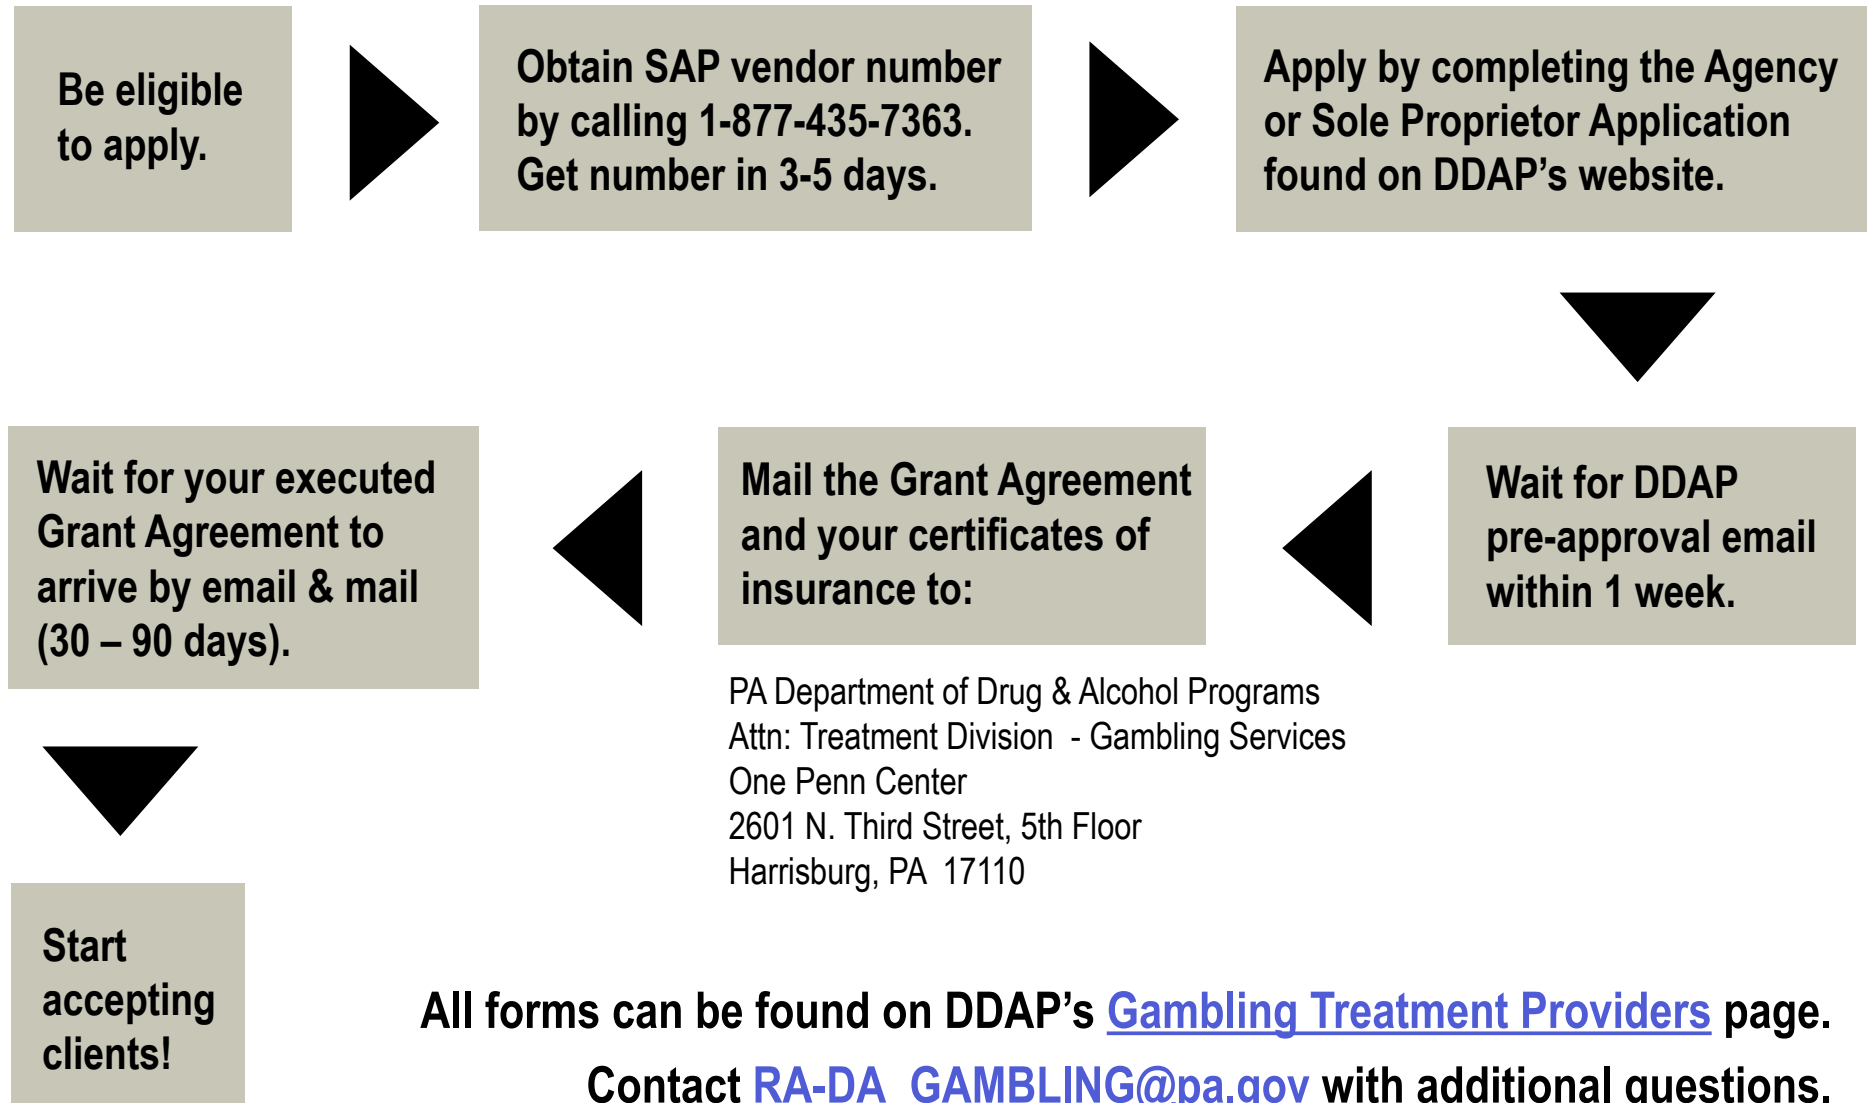 Be eligible
to apply.
Obtain SAP vendor number
by calling 1-877-435-7363.
Get number in 3-5 days.
Apply by completing the Agency
or Sole Proprietor Application
found on DDAP's website.
Wait for DDAP
pre-approval email
within 1 week.
Mail the Grant Agreement
and your certificates of
insurance to:
PA Department of Drug & Alcohol Programs
Attn: Treatment Division  - Gambling Services
One Penn Center
2601 N. Third Street, 5th Floor
Harrisburg, PA  17110
Wait for your executed
Grant Agreement to
arrive by email & mail
(30 – 90 days).
Start
accepting
clients!
All forms can be found on DDAP's Gambling Treatment Providers page.
Contact RA-DA_GAMBLING@pa.gov with additional questions.